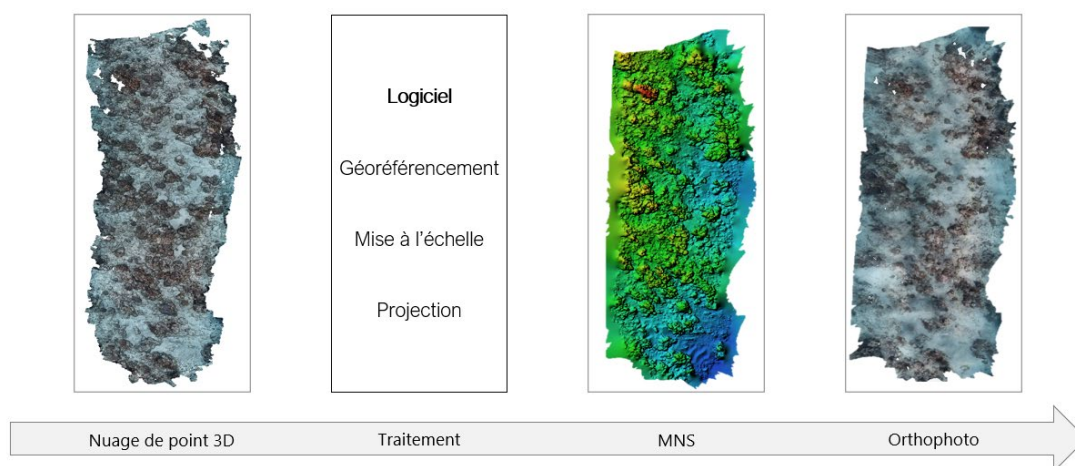 Logiciel
Géoréférencement
Mise à l’échelle
Projection
Nuage de point 3D
Traitement
MNS
Orthophoto